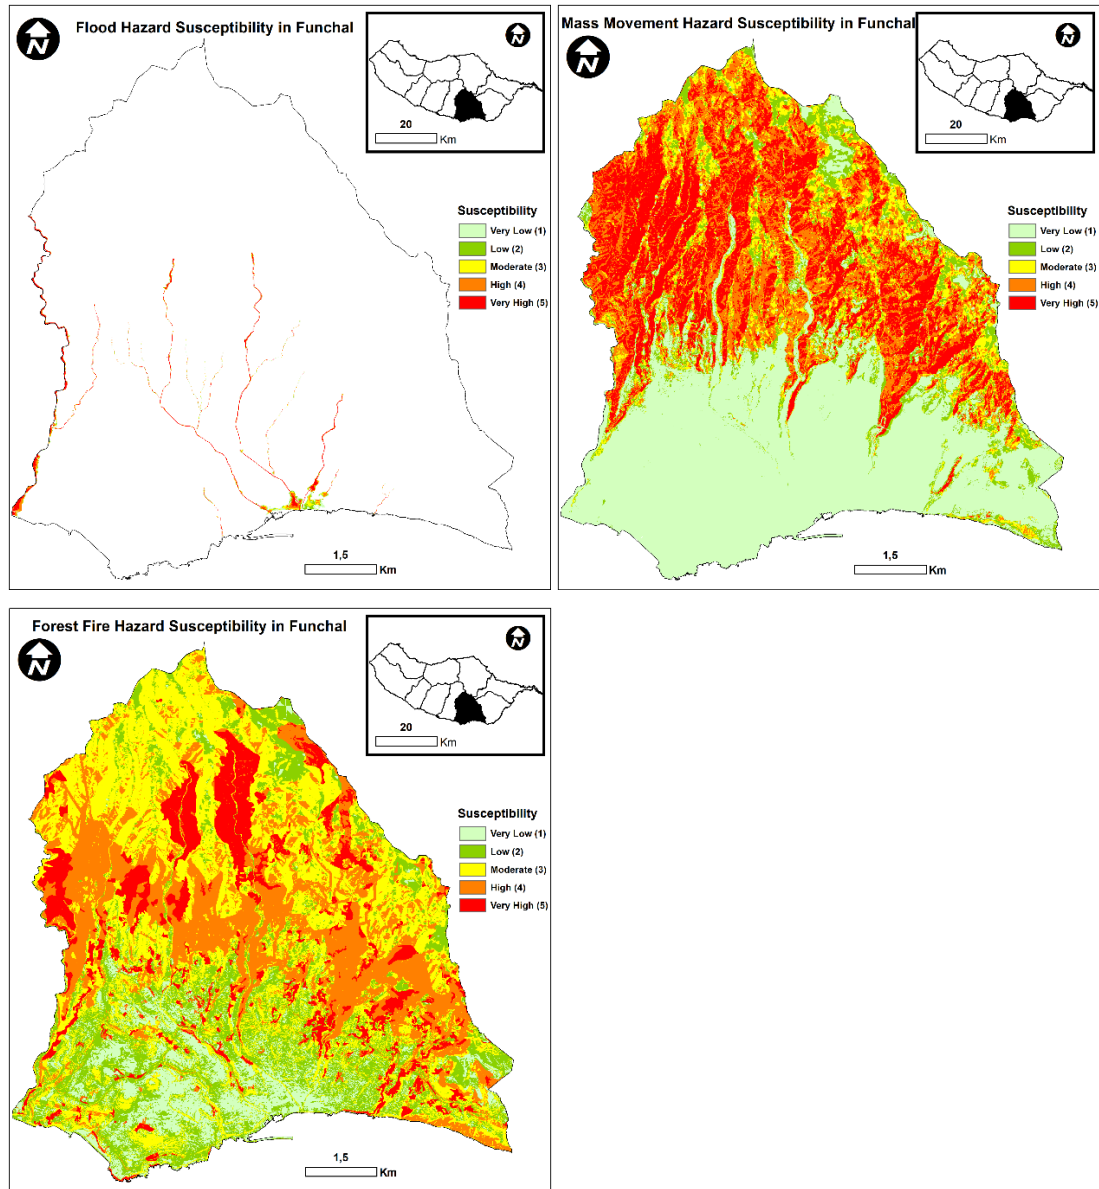 Flood Hazard Susceptibility in Funchal
N
N
20
Km
Susceptibility
Very Low (1)
Low (2)
Moderate (3)
High (4)
Very High (5)
1,5
Km
Mass Movement Hazard Susceptibility in Funchal
N
N
20
Km
Susceptibility
Very Low (1)
Low (2)
Moderate (3)
High (4)
Very High (5)
1,5
Km
Forest Fire Hazard Susceptibility in Funchal
N
N
20
Km
Susceptibility
Very Low (1)
Low (2)
Moderate (3)
High (4)
Very High (5)
1,5
Km